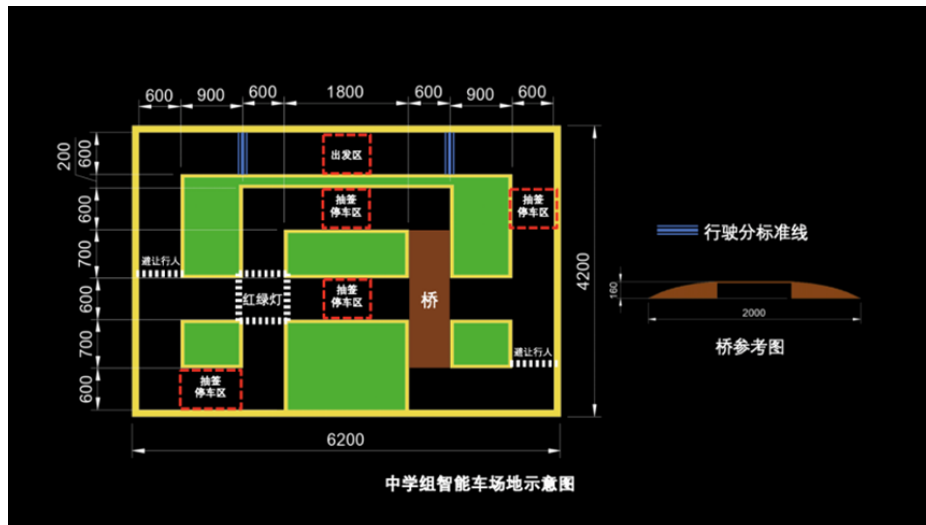 600 900 600 1800 600 900 600
200
600
600
700
600
700
600
出发区
抽签
停车区
抽签
停车区
避让行人
红绿灯
抽签
停车区
桥
避让行人
抽签
停车区
4200
6200
行驶分标准线
160
2000
桥参考图
中学组智能车场地示意图